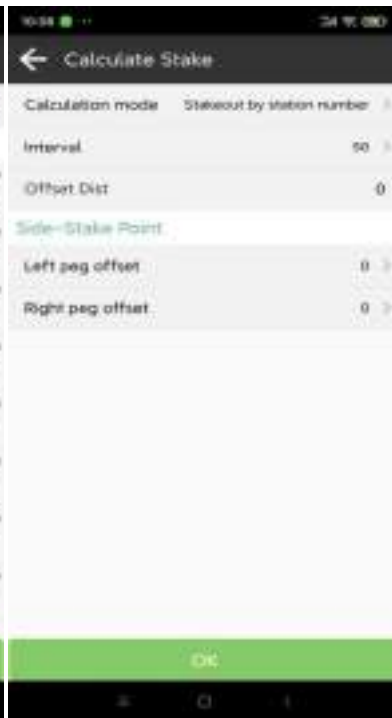 Calculate Stake
Calculation mode Stakeout by station number
Interval 50
Offset Dist 0
Side-Stake Point
Left peg offset 0
Right peg offset 0
OK